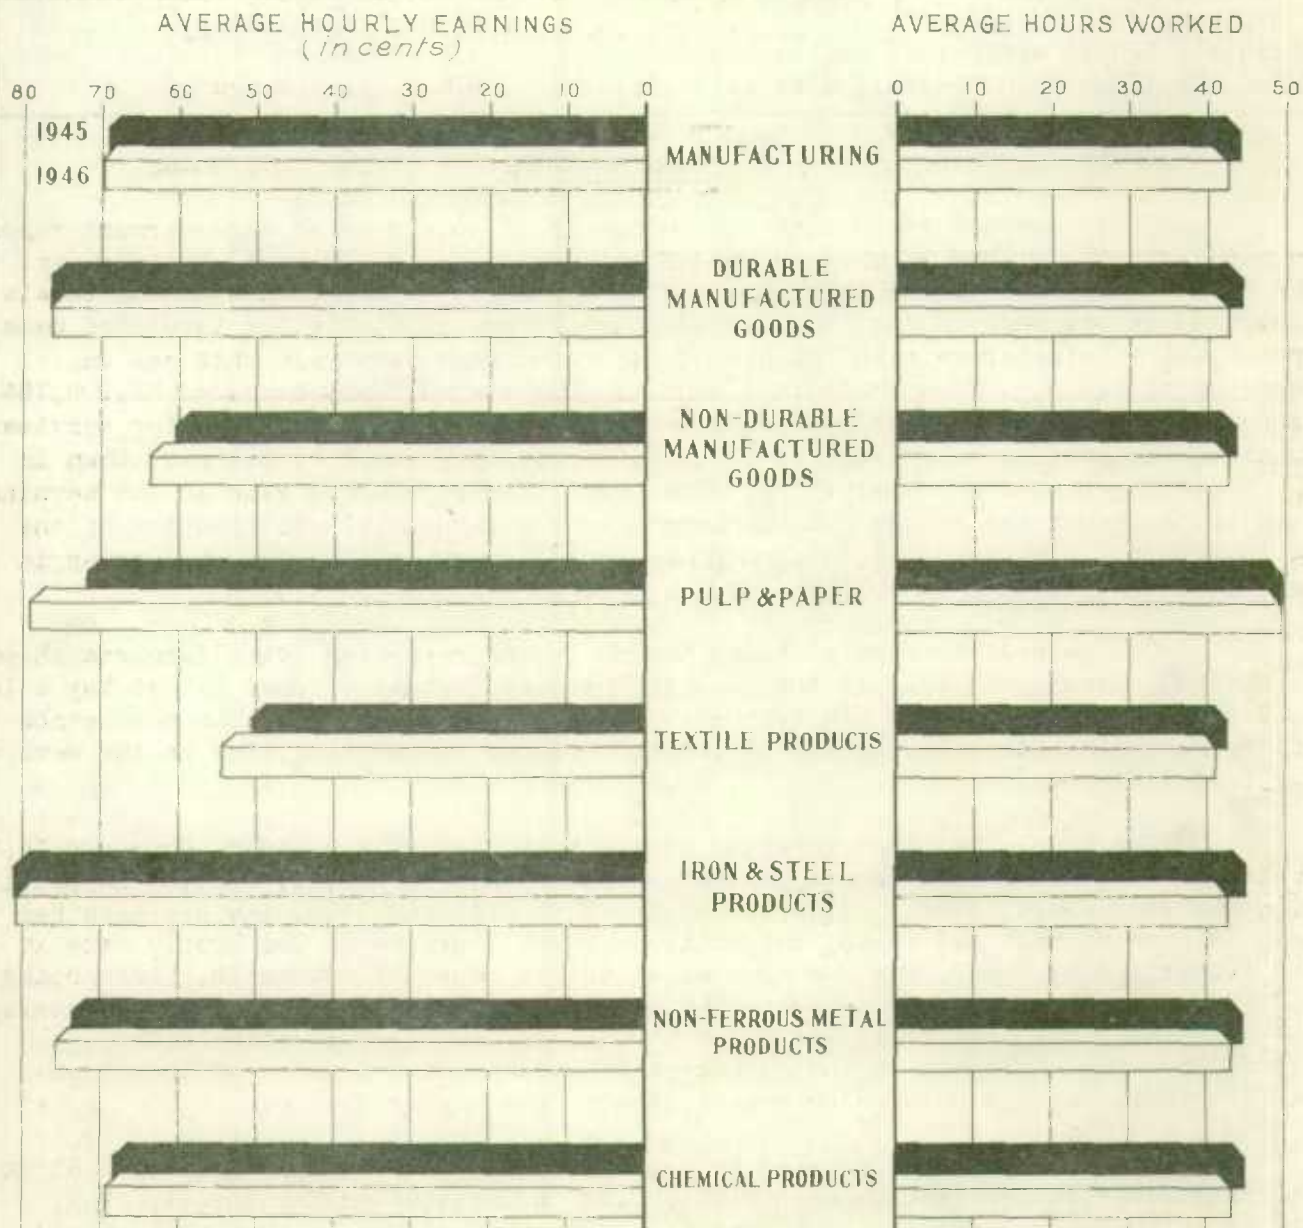 AVERAGE HOURLY EARNINGS
(in cents)
AVERAGE HOURS WORKED
80 70 60 50 40 30 20 10 0
0 10 20 30 40 50
1945
1946
MANUFACTURING
DURABLE
MANUFACTURED
GOODS
NON-DURABLE
MANUFACTURED
GOODS
PULP & PAPER
TEXTILE PRODUCTS
IRON & STEEL
PRODUCTS
NON-FERROUS METAL
PRODUCTS
CHEMICAL PRODUCTS